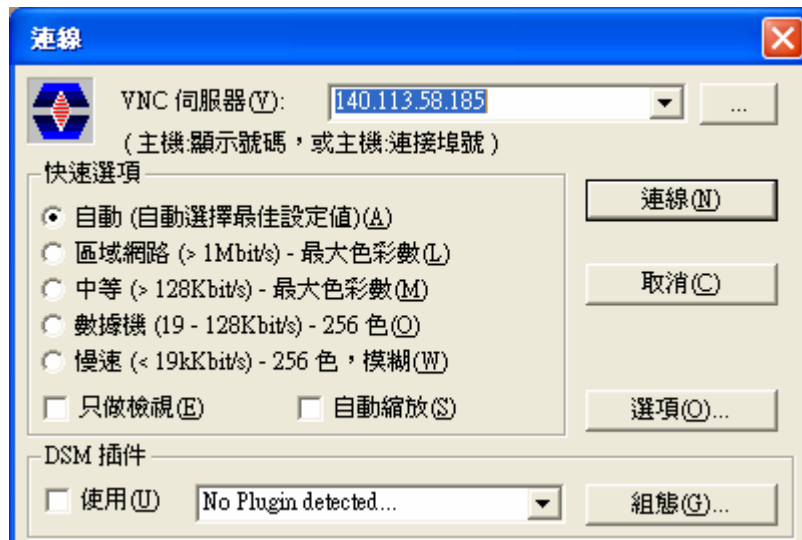 連線
VNC 伺服器(V): 140.113.58.185 ...
(主機:顯示號碼，或主機:連接埠號)
快速選項
自動 (自動選擇最佳設定值)(A)
區域網路 (> 1Mbit/s) - 最大色彩數(L)
中等 (> 128Kbit/s) - 最大色彩數(M)
數據機 (19 - 128Kbit/s) - 256 色(O)
慢速 (< 19kKbit/s) - 256 色，模糊(W)
只做檢視(E) 自動縮放(S)
連線(N)
取消(C)
選項(O)...
DSM 插件
使用(U) No Plugin detected... 組態(G)...